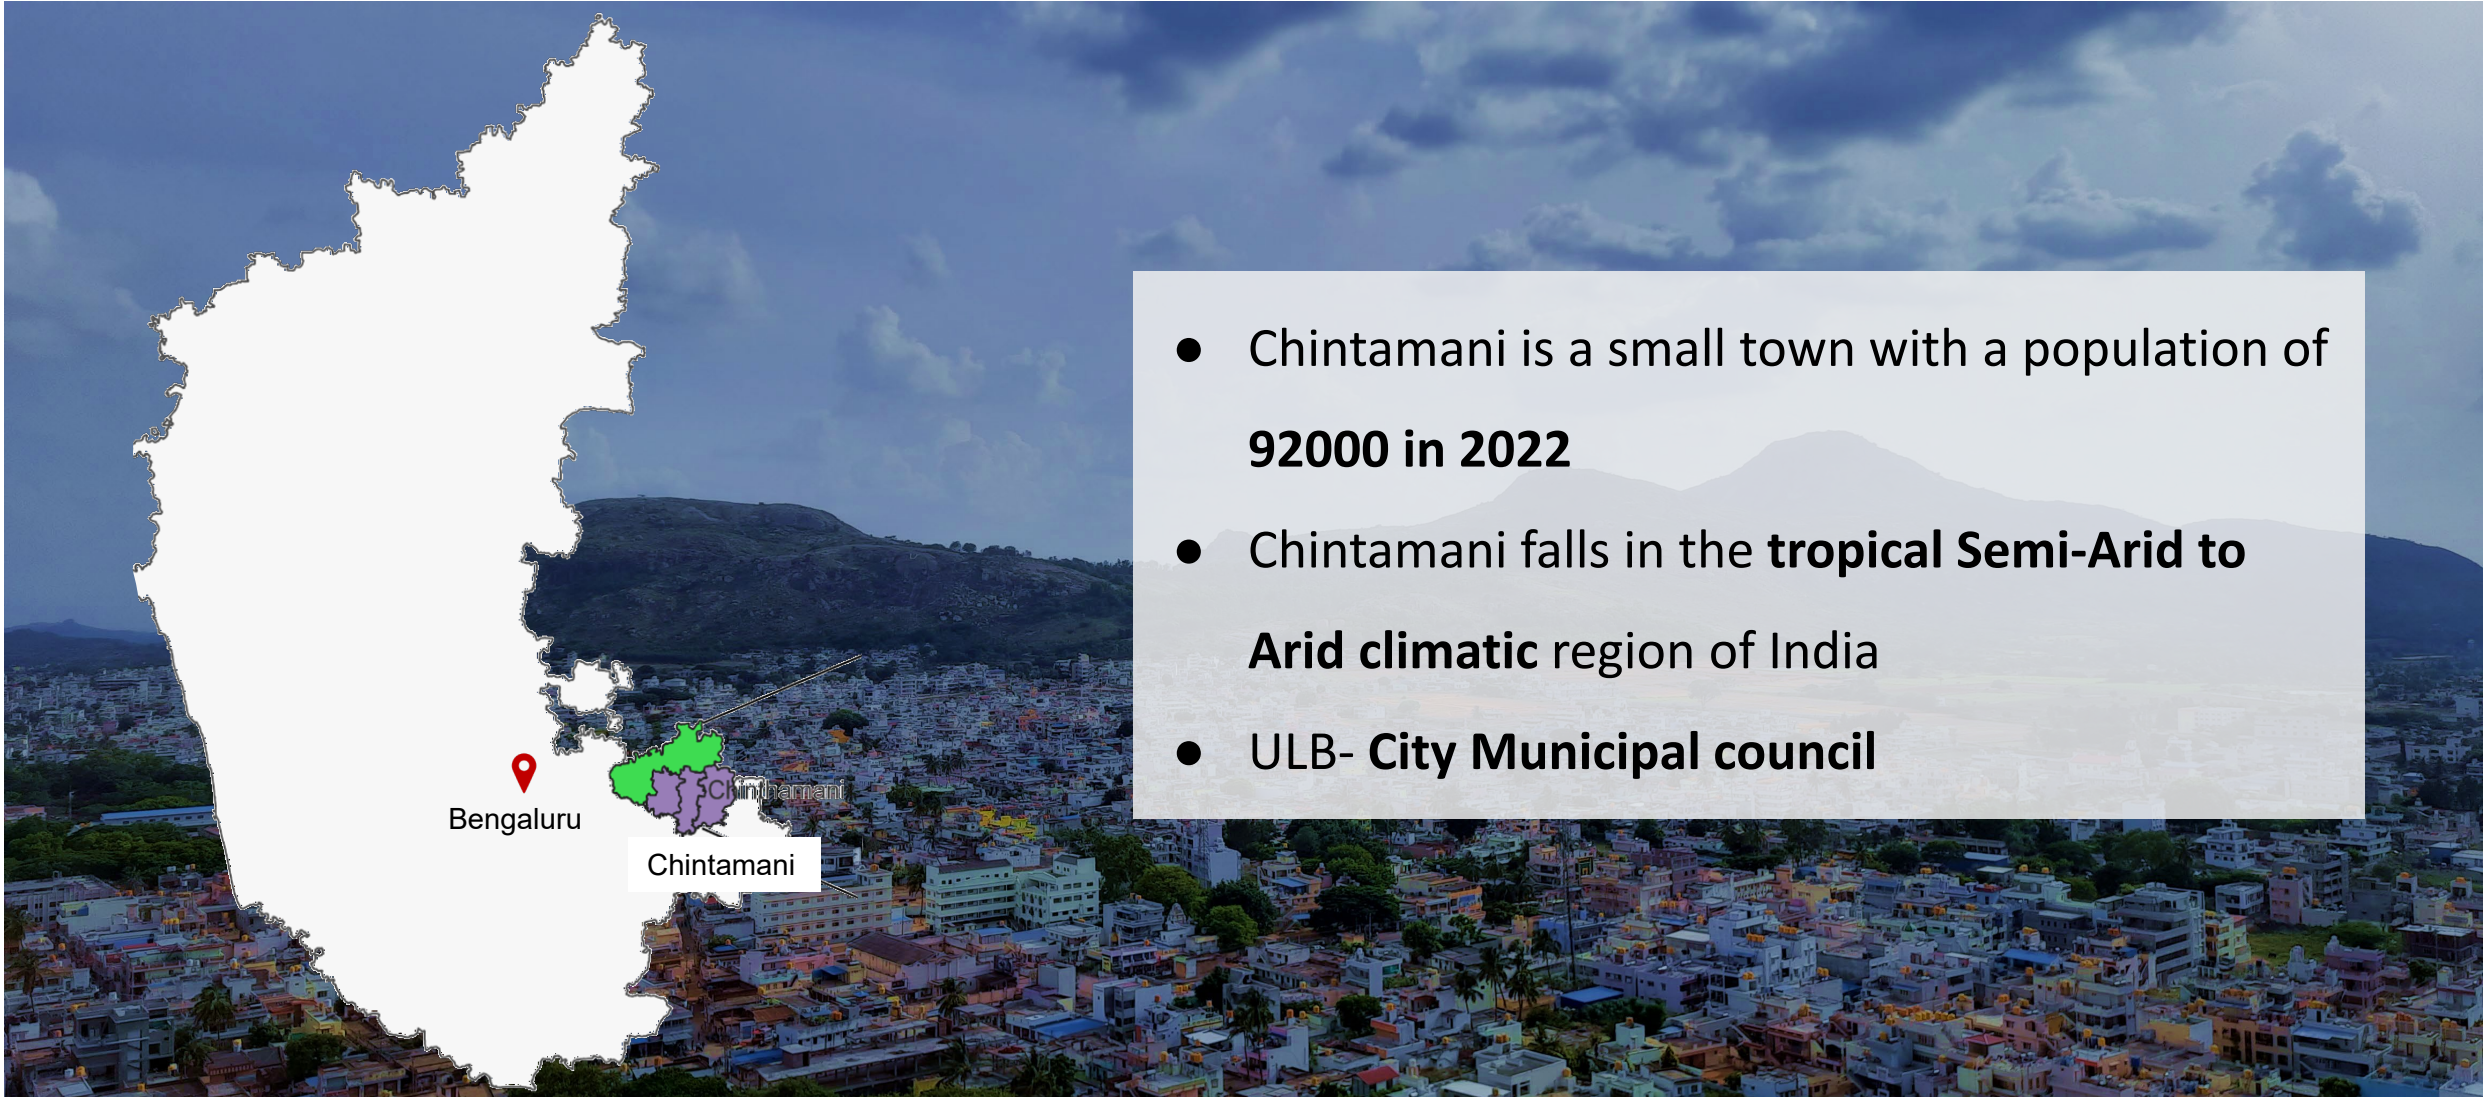 ● Chintamani is a small town with a population of
92000 in 2022
● Chintamani falls in the tropical Semi-Arid to
Arid climatic region of India
● ULB- City Municipal council
Bengaluru
Chinthamani
Chintamani